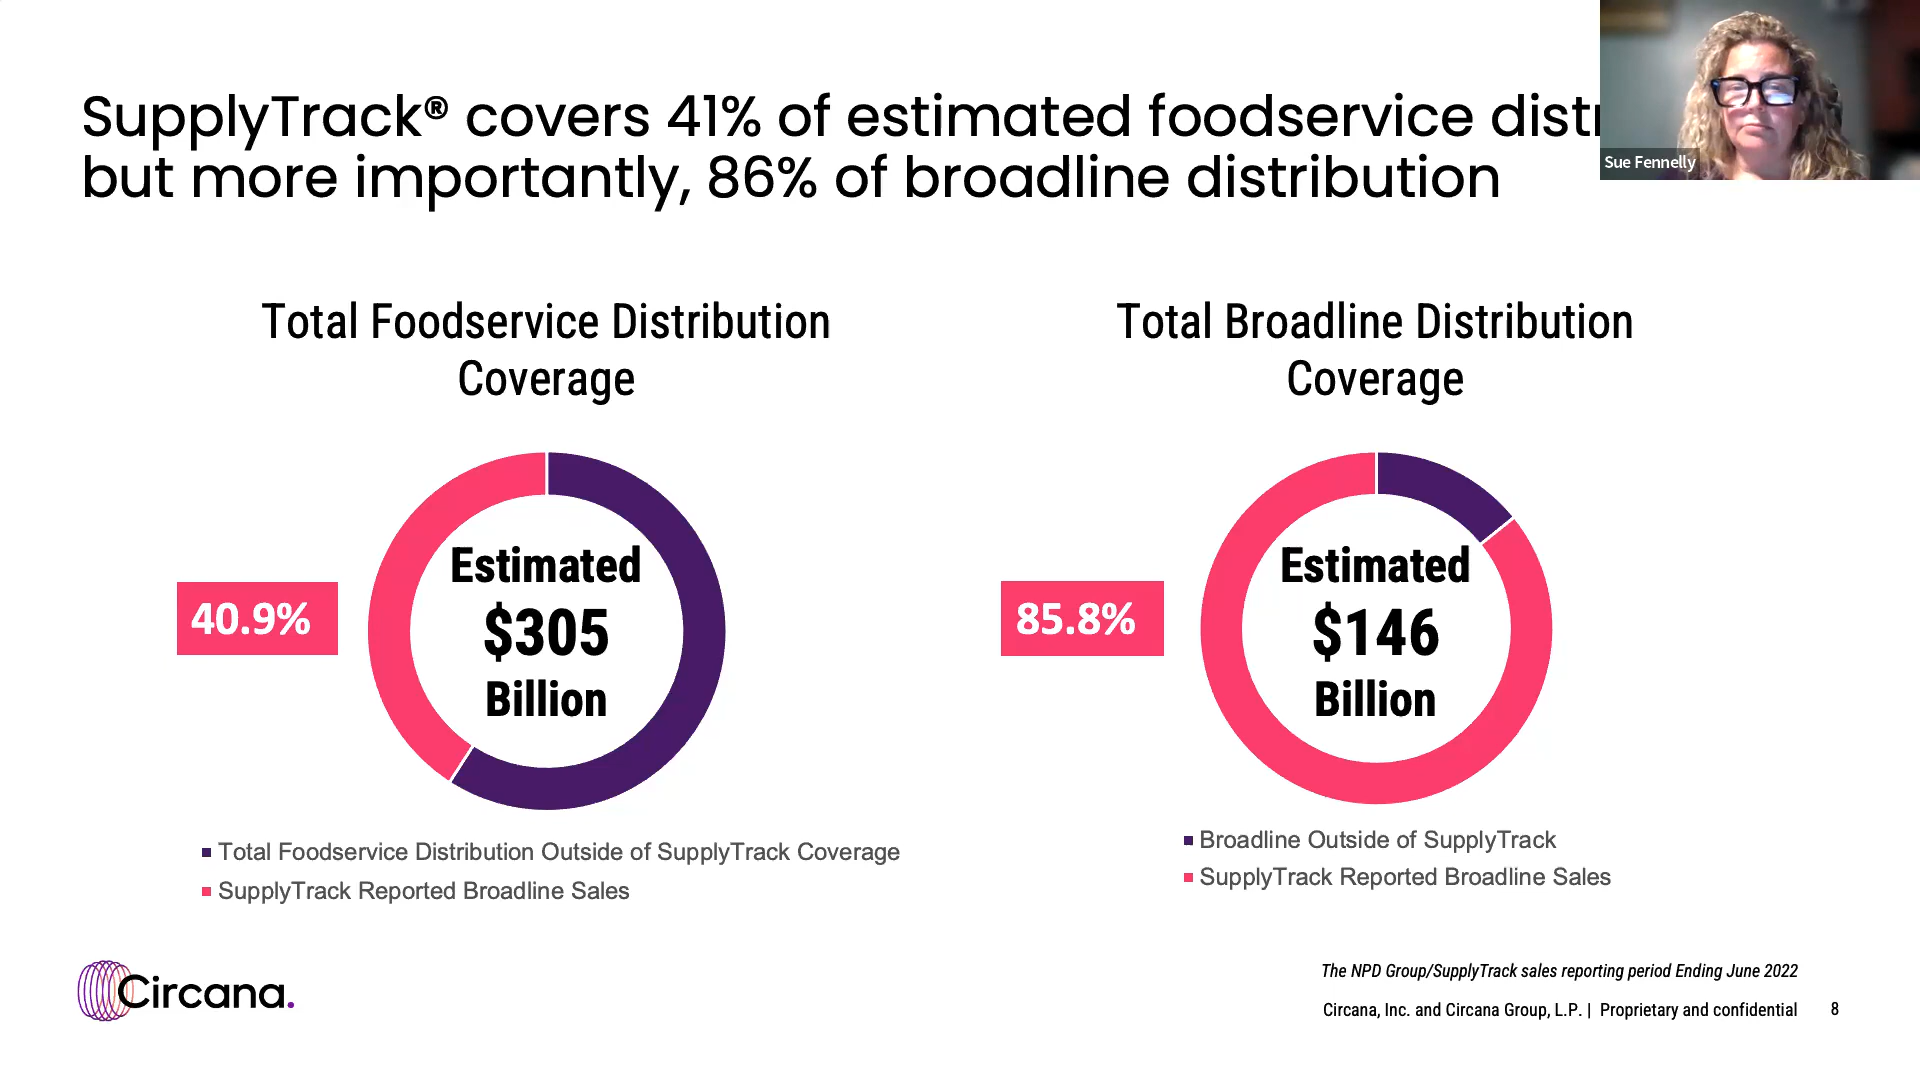 SupplyTrack® covers 41% of estimated foodservice
but more importantly, 86% of broadline distribution
Sue Fennelly
Total Foodservice Distribution
Coverage
40.9%
Estimated
$305
Billion
■ Total Foodservice Distribution Outside of SupplyTrack Coverage
■ SupplyTrack Reported Broadline Sales
Total Broadline Distribution
Coverage
85.8%
Estimated
$146
Billion
■ Broadline Outside of SupplyTrack
■ SupplyTrack Reported Broadline Sales
Circana.
The NPD Group/SupplyTrack sales reporting period Ending June 2022
Circana, Inc. and Circana Group, L.P. | Proprietary and confidential 8